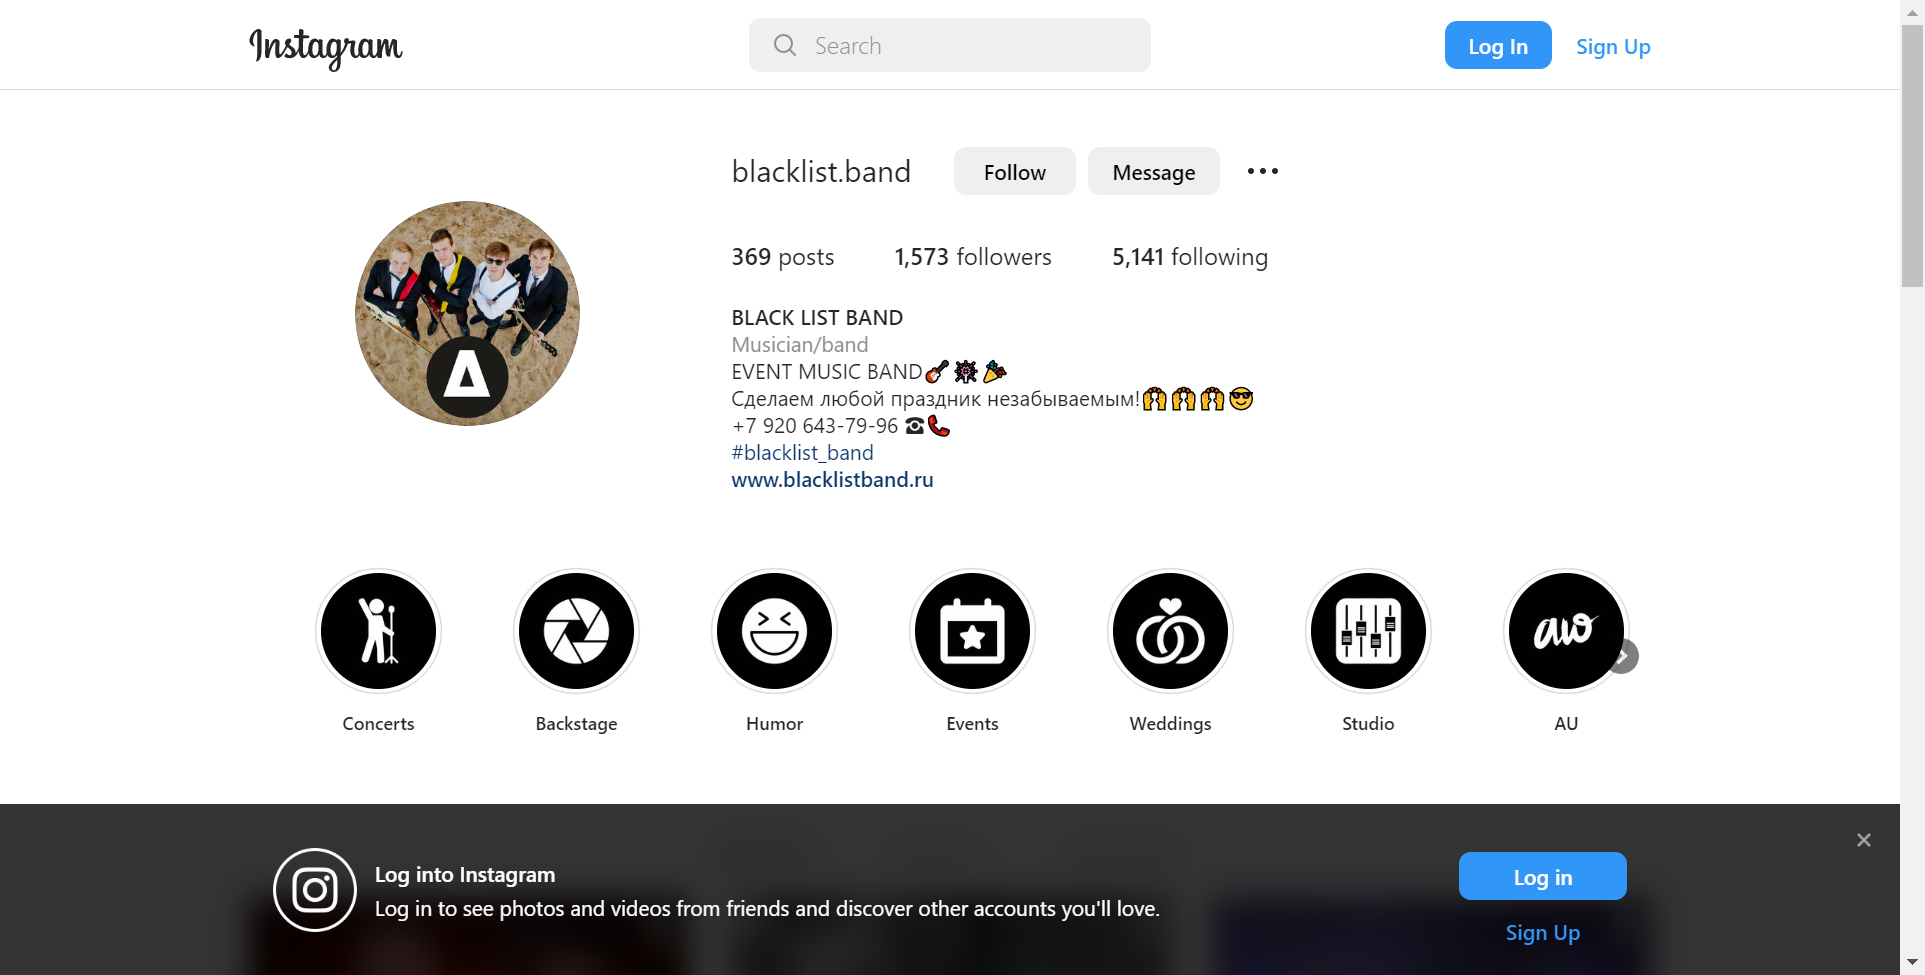 Instagram
Search
Log In
Sign Up
blacklist.band
Follow
Message
369 posts
1,573 followers
5,141 following
BLACK LIST BAND
Musician/band
EVENT MUSIC BAND🎸🎆🎉
Сделаем любой праздник незабываемым!🙌🙌🙌😎
+7 920 643-79-96 ☎📞
#blacklist_band
www.blacklistband.ru
Concerts
Backstage
Humor
Events
Weddings
Studio
AU
Log into Instagram
Log in to see photos and videos from friends and discover other accounts you'll love.
Log in
Sign Up